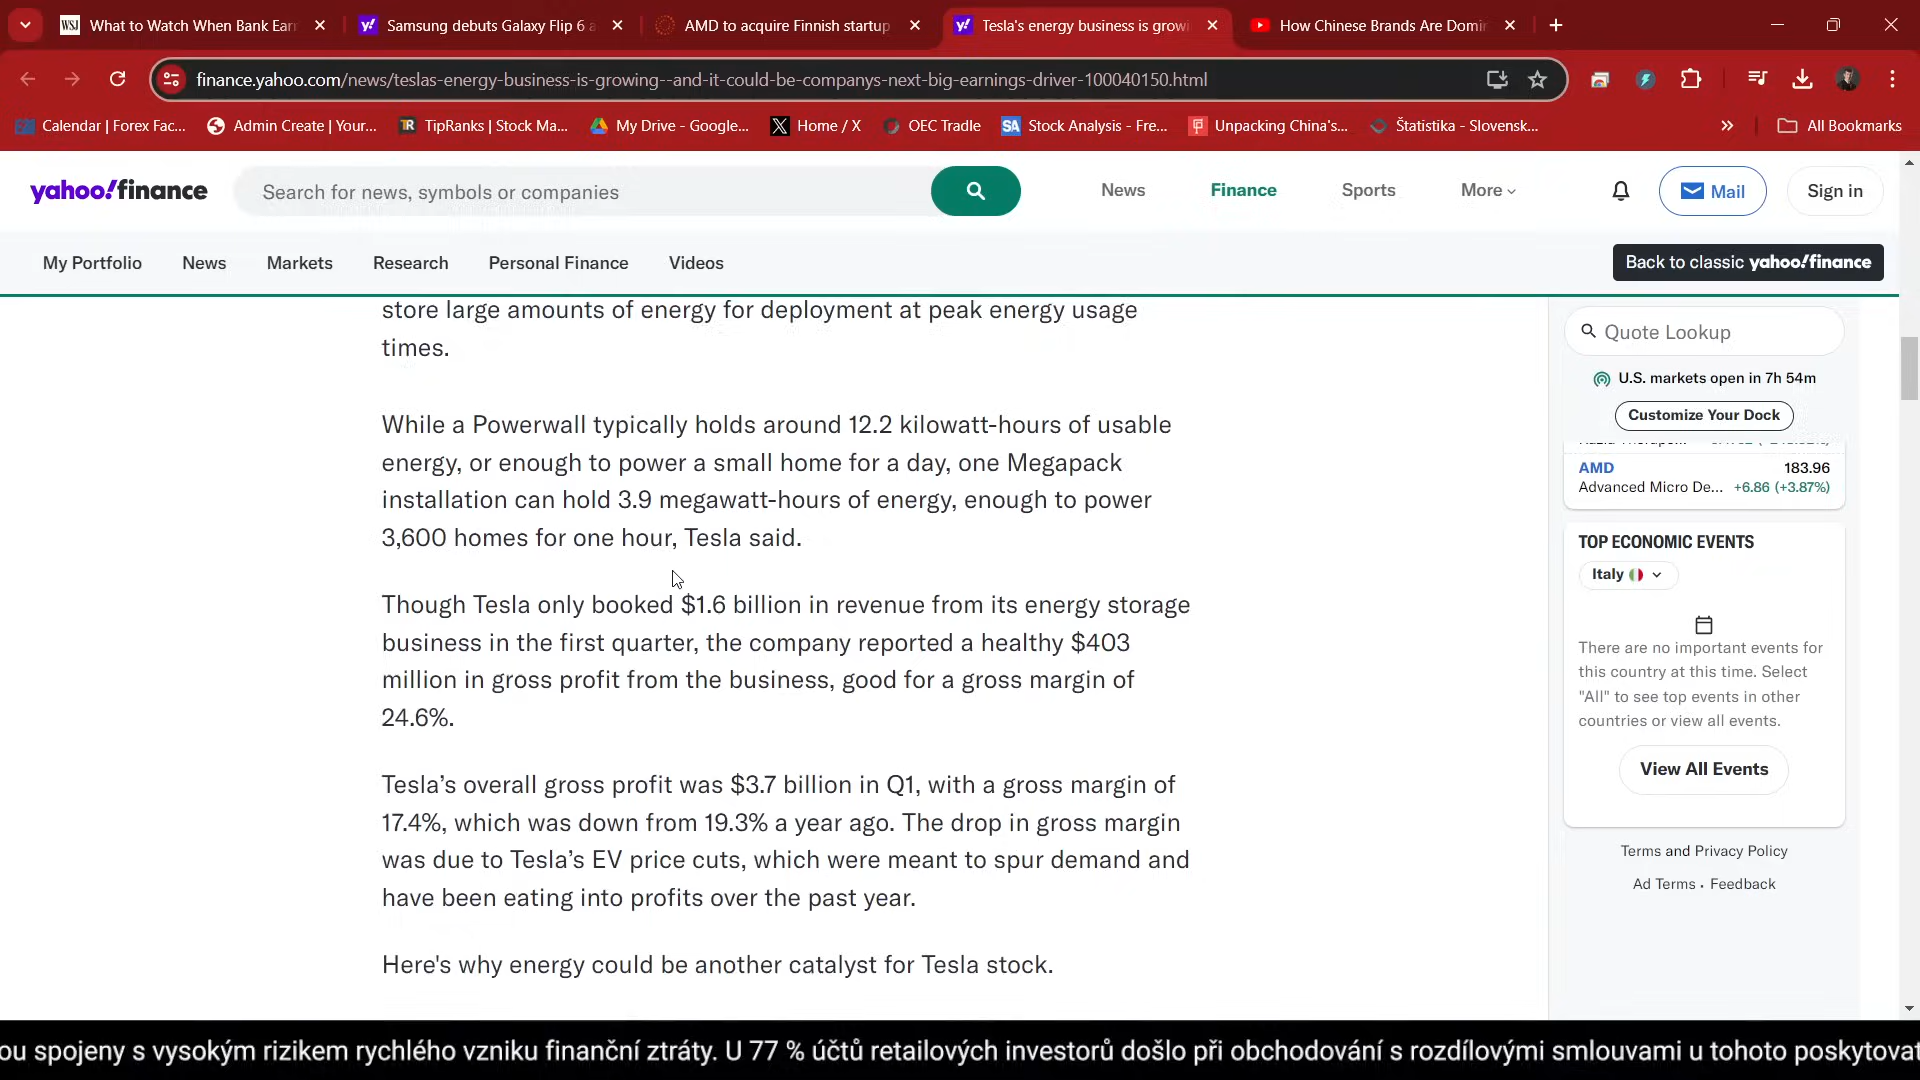 What to Watch When Bank Ear
Samsung debuts Galaxy Flip 6 a
AMD to acquire Finnish startup
Tesla's energy business is growi
How Chinese Brands Are Domi
finance.yahoo.com/news/teslas-energy-business-is-growing--and-it-could-be-companys-next-big-earnings-driver-100040150.html
Calendar | Forex Fac...
Admin Create | Your...
TipRanks | Stock Ma...
My Drive - Google...
Home / X
OEC Tradle
Stock Analysis - Fre...
Unpacking China's...
Štatistika - Slovensk...
All Bookmarks
yahoo!finance
Search for news, symbols or companies
News
Finance
Sports
More
Mail
Sign in
My Portfolio
News
Markets
Research
Personal Finance
Videos
Back to classic yahoo!finance
store large amounts of energy for deployment at peak energy usage
times.
While a Powerwall typically holds around 12.2 kilowatt-hours of usable
energy, or enough to power a small home for a day, one Megapack
installation can hold 3.9 megawatt-hours of energy, enough to power
3,600 homes for one hour, Tesla said.
Though Tesla only booked $1.6 billion in revenue from its energy storage
business in the first quarter, the company reported a healthy $403
million in gross profit from the business, good for a gross margin of
24.6%.
Tesla’s overall gross profit was $3.7 billion in Q1, with a gross margin of
17.4%, which was down from 19.3% a year ago. The drop in gross margin
was due to Tesla’s EV price cuts, which were meant to spur demand and
have been eating into profits over the past year.
Here's why energy could be another catalyst for Tesla stock.
Quote Lookup
U.S. markets open in 7h 54m
Customize Your Dock
AMD 183.96
Advanced Micro De... +6.86 (+3.87%)
TOP ECONOMIC EVENTS
Italy
There are no important events for
this country at this time. Select
"All" to see top events in other
countries or view all events.
View All Events
Terms and Privacy Policy
Ad Terms • Feedback
ou spojeny s vysokým rizikem rychlého vzniku finanční ztráty. U 77 % účtů retailových investorů došlo při obchodování s rozdílovými smlouvami u tohoto poskytovat